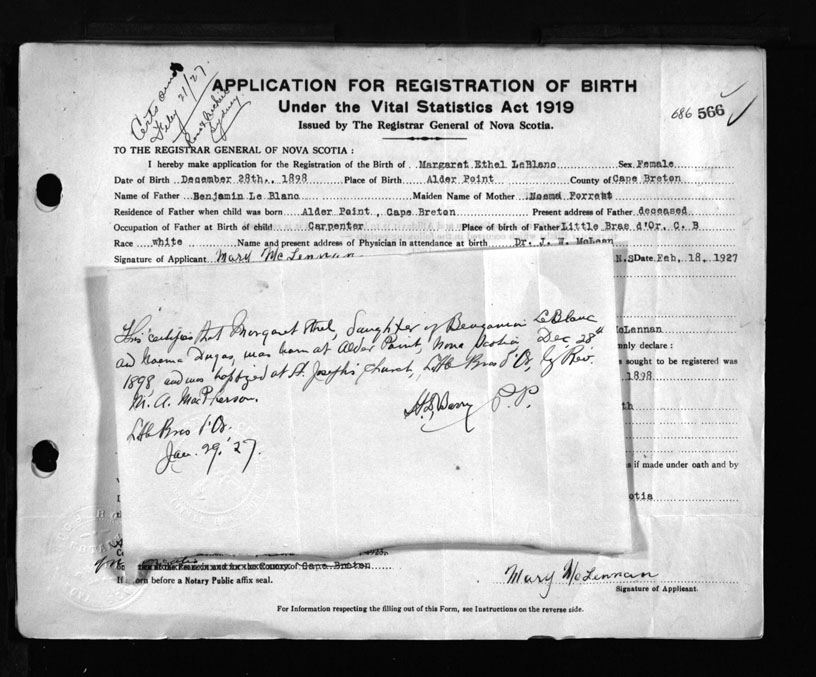 Certs issued
Feby 21/27.
Sydney.
APPLICATION FOR REGISTRATION OF BIRTH
Under the Vital Statistics Act 1919
Issued by The Registrar General of Nova Scotia.
686 566
TO THE REGISTRAR GENERAL OF NOVA SCOTIA :
I hereby make application for the Registration of the Birth of Margaret Ethel LeBlanc Sex Female
Date of Birth December 28th., 1898 Place of Birth Alder Point County of Cape Breton
Name of Father Benjamin Le Blanc Maiden Name of Mother Noema Forrest
Residence of Father when child was born Alder Point, Cape Breton Present address of Father deceased
Occupation of Father at Birth of child Carpenter Place of birth of Father Little Bras d'Or, C. B
Race white Name and present address of Physician in attendance at birth Dr. J. W. McLean
Signature of Applicant Mary McLennan N.S Date Feb, 18, 1927
This certifies that Margaret Ethel, daughter of Bengamin LeBlanc
and Noema Dugas, was born at Alder Point, Nova Scotia, Dec, 28th
1898 and was baptized at St. Joseph's Church, Little Bras d'Or, by Rev.
M. A. MacPherson.
P.P.
Little Bras d'Or.
Jan. 29,' 27.
McLennan
declare :
sought to be registered was
1898
th
is if made under oath and by
otia
in and for the County of Cape Breton
before a Notary Public affix seal.
Mary McLennan
Signature of Applicant.
For Information respecting the filling out of this Form, see Instructions on the reverse side.